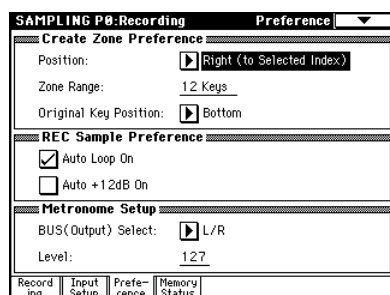 SAMPLING P0:Recording Preference
Create Zone Preference
Position: Right (to Selected Index)
Zone Range: 12 Keys
Original Key Position: Bottom
REC Sample Preference
Auto Loop On
Auto +12dB On
Metronome Setup
BUS(Output) Select: L/R
Level: 127
Record Input Prefe- Memory
ing Setup rence Status